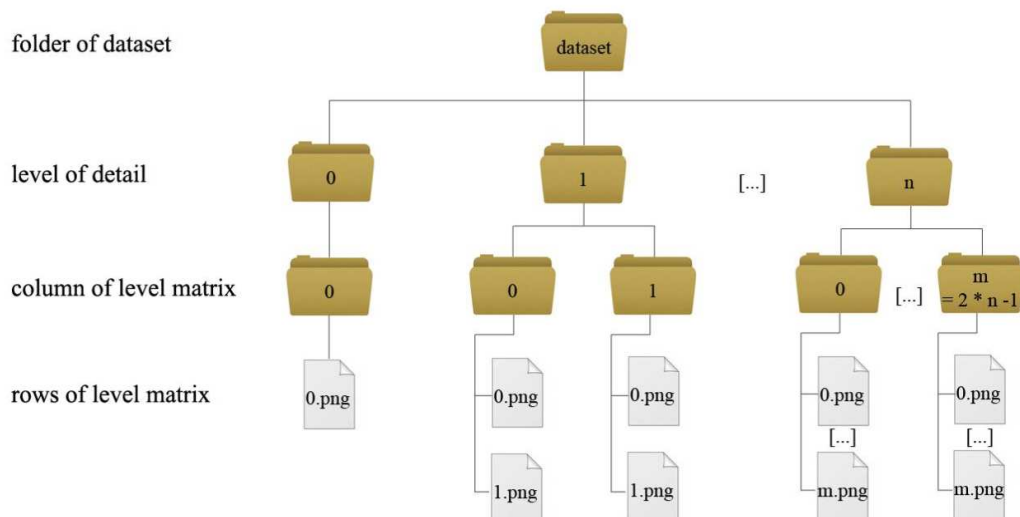 folder of dataset
dataset
level of detail
0
1
[...]
n
column of level matrix
0
0
1
0
[...]
m
= 2 * n -1
rows of level matrix
0.png
0.png
0.png
0.png
0.png
[...]
[...]
1.png
1.png
m.png
m.png